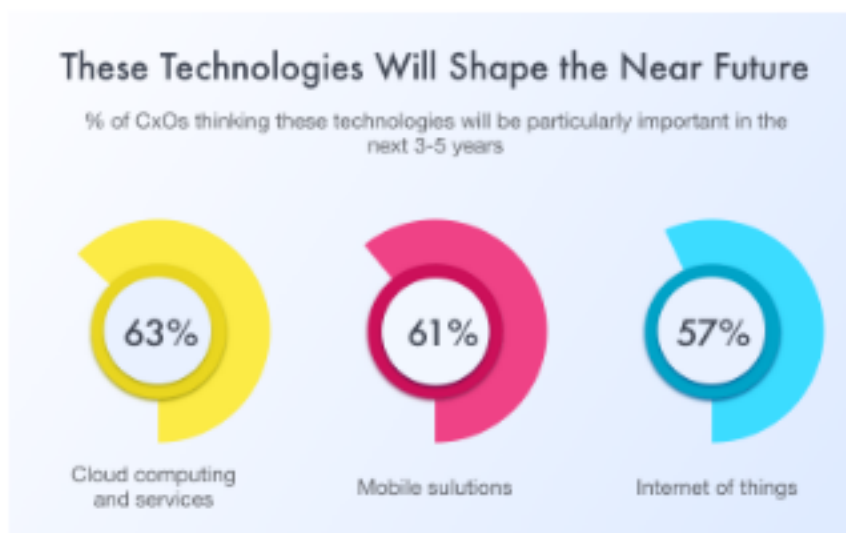 These Technologies Will Shape the Near Future
% of CxOs thinking these technologies will be particularly important in the
next 3-5 years
63%
61%
57%
Cloud computing
and services
Mobile sulutions
Internet of things